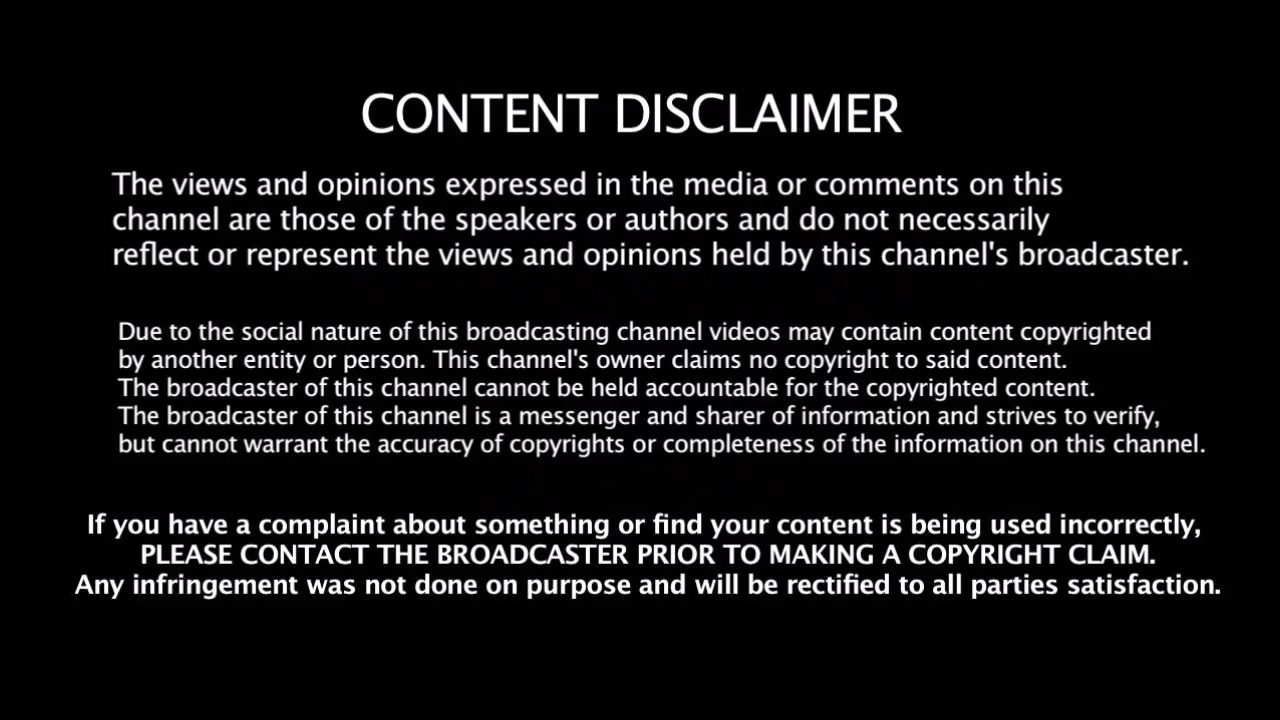 CONTENT DISCLAIMER
The views and opinions expressed in the media or comments on this
channel are those of the speakers or authors and do not necessarily
reflect or represent the views and opinions held by this channel's broadcaster.
Due to the social nature of this broadcasting channel videos may contain content copyrighted
by another entity or person. This channel's owner claims no copyright to said content.
The broadcaster of this channel cannot be held accountable for the copyrighted content.
The broadcaster of this channel is a messenger and sharer of information and strives to verify,
but cannot warrant the accuracy of copyrights or completeness of the information on this channel.
If you have a complaint about something or find your content is being used incorrectly,
PLEASE CONTACT THE BROADCASTER PRIOR TO MAKING A COPYRIGHT CLAIM.
Any infringement was not done on purpose and will be rectified to all parties satisfaction.